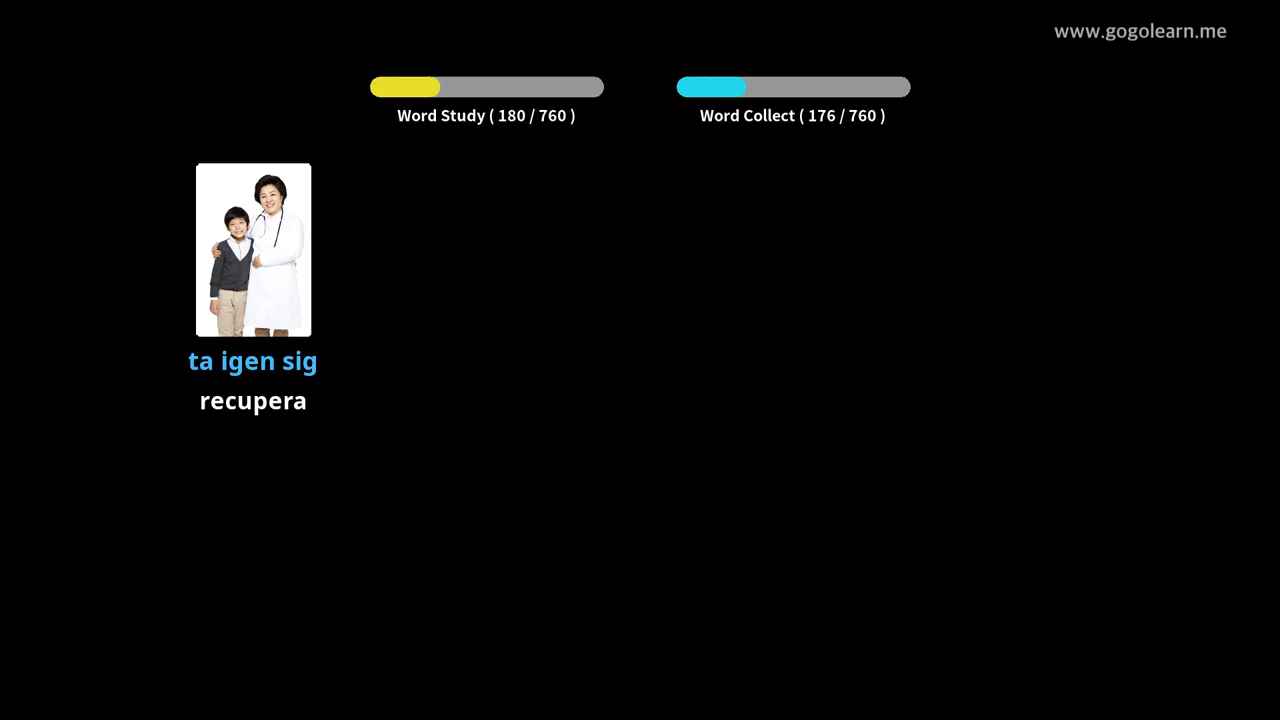 www.gogolearn.me
Word Study ( 180 / 760 )
Word Collect ( 176 / 760 )
ta igen sig
recupera